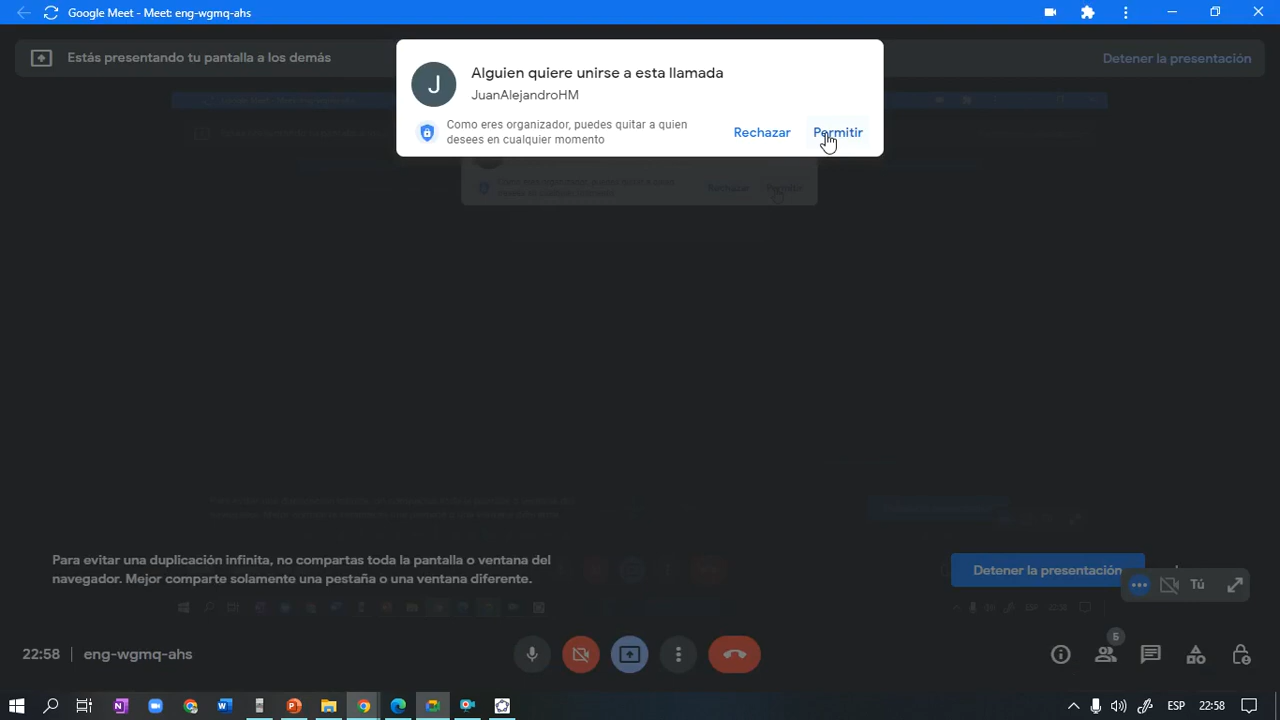 Google Meet - Meet: eng-wgmq-ahs
Estás presentando tu pantalla a los demás
Detener la presentación
J
Alguien quiere unirse a esta llamada
JuanAlejandroHM
Como eres organizador, puedes quitar a quien
desees en cualquier momento
Rechazar
Permitir
Rechazar
Permitir
Para evitar una duplicación infinita, no compartas toda la pantalla o ventana del
navegador. Mejor comparte solamente una pestaña o una ventana diferente.
Detener la presentación
Tú
22:58
eng-wgmq-ahs
ESP
22:58